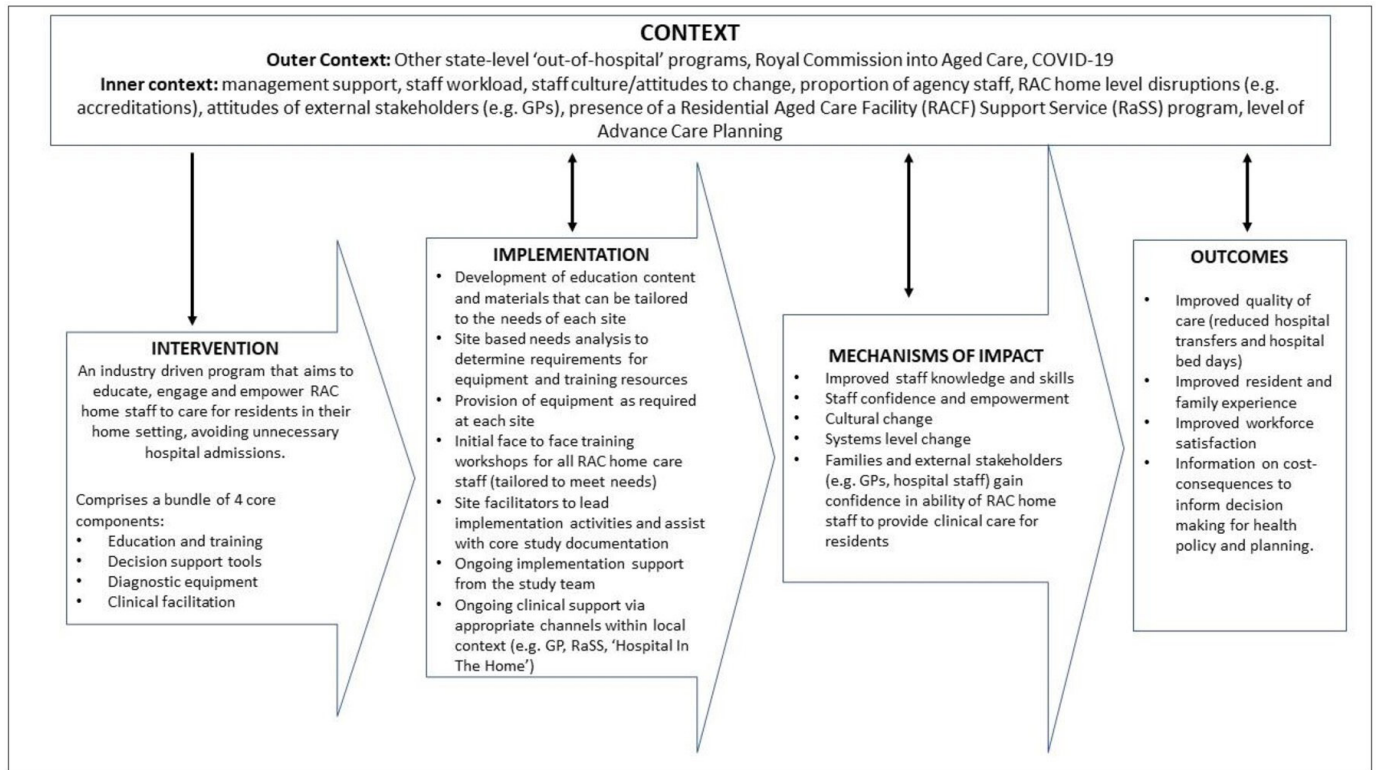 CONTEXT
Outer Context: Other state-level ‘out-of-hospital’ programs, Royal Commission into Aged Care, COVID-19
Inner context: management support, staff workload, staff culture/attitudes to change, proportion of agency staff, RAC home level disruptions (e.g.
accreditations), attitudes of external stakeholders (e.g. GPs), presence of a Residential Aged Care Facility (RACF) Support Service (RaSS) program, level of
Advance Care Planning
INTERVENTION
An industry driven program that aims to
educate, engage and empower RAC
home staff to care for residents in their
home setting, avoiding unnecessary
hospital admissions.
Comprises a bundle of 4 core
components:
• Education and training
• Decision support tools
• Diagnostic equipment
• Clinical facilitation
IMPLEMENTATION
• Development of education content
and materials that can be tailored
to the needs of each site
• Site based needs analysis to
determine requirements for
equipment and training resources
• Provision of equipment as required
at each site
• Initial face to face training
workshops for all RAC home care
staff (tailored to meet needs)
• Site facilitators to lead
implementation activities and assist
with core study documentation
• Ongoing implementation support
from the study team
• Ongoing clinical support via
appropriate channels within local
context (e.g. GP, RaSS, ‘Hospital In
The Home’)
MECHANISMS OF IMPACT
• Improved staff knowledge and skills
• Staff confidence and empowerment
• Cultural change
• Systems level change
• Families and external stakeholders
(e.g. GPs, hospital staff) gain
confidence in ability of RAC home
staff to provide clinical care for
residents
OUTCOMES
• Improved quality of
care (reduced hospital
transfers and hospital
bed days)
• Improved resident and
family experience
• Improved workforce
satisfaction
• Information on cost-
consequences to
inform decision
making for health
policy and planning.